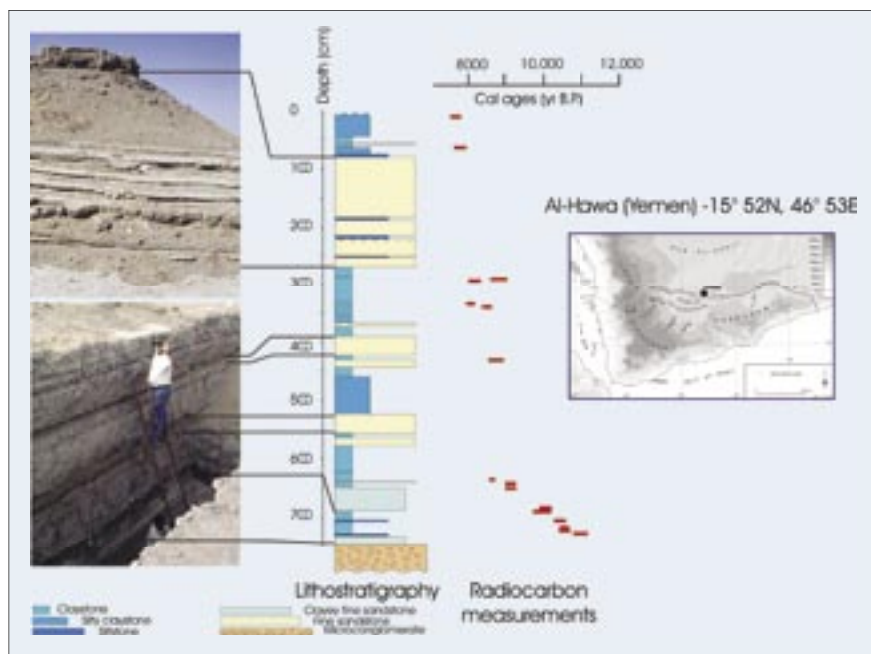 8000 10,000 12,000
Cal ages (yr B.P)
Depth (cm)
0
100
200
300
400
500
600
700
Al-Hawa (Yemen) -15° 52N, 46° 53E
Lithostratigraphy
Radiocarbon
measurements
Claystone
Silty claystone
Siltstone
Clayey fine sandstone
Fine sandstone
Microconglomerate